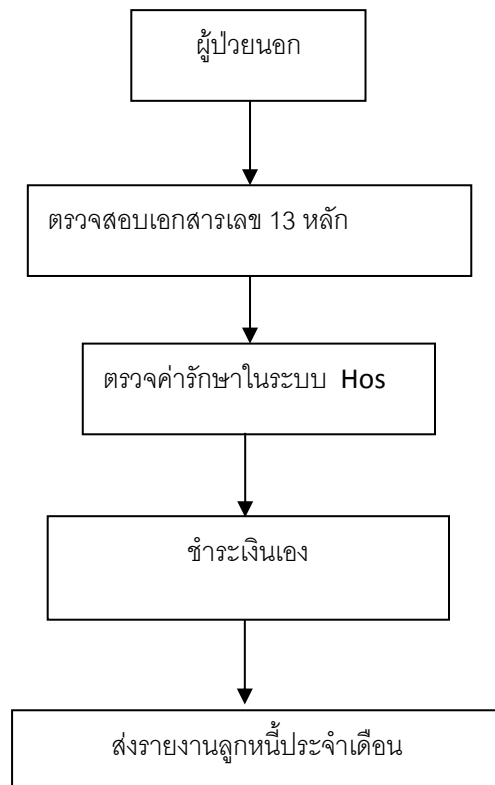 ผู้ป่วยนอก
ตรวจสอบเอกสารเลข 13 หลัก
ตรวจค่ารักษาในระบบ Hos
ชำระเงินเอง
ส่งรายงานลูกหนี้ประจำเดือน